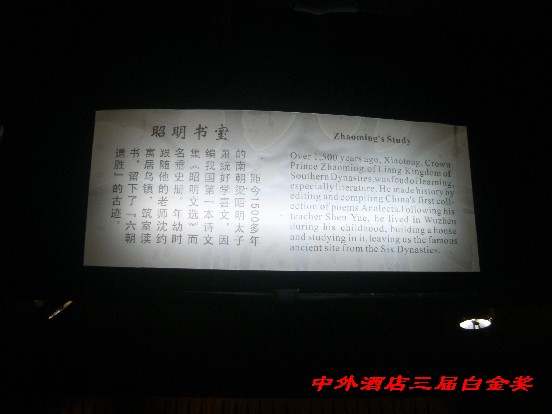 昭明书室
距今1500多年
的南朝梁昭明太子
萧统好学喜文，因
编我国第一本诗文
集《昭明文选》而
名垂史册。年幼时
跟随他的老师沈约
寓居乌镇，筑室读
书，留下了“六朝
遗胜”的古迹。
Zhaoming's Study
Over 1,500 years ago, Xiaotong, Crown
Prince Zhaoming of Liang Kingdom of
Southern Dynasties, was fond of learning,
especially literature. He made history by
editing and compiling China's first coll-
ection of poems Analecta. Following his
teacher Shen Yue, he lived in Wuzhen
during his childhood, building a house
and studying in it, leaving us the famous
ancient site from the Six Dynasties.
中外酒店三届白金奖